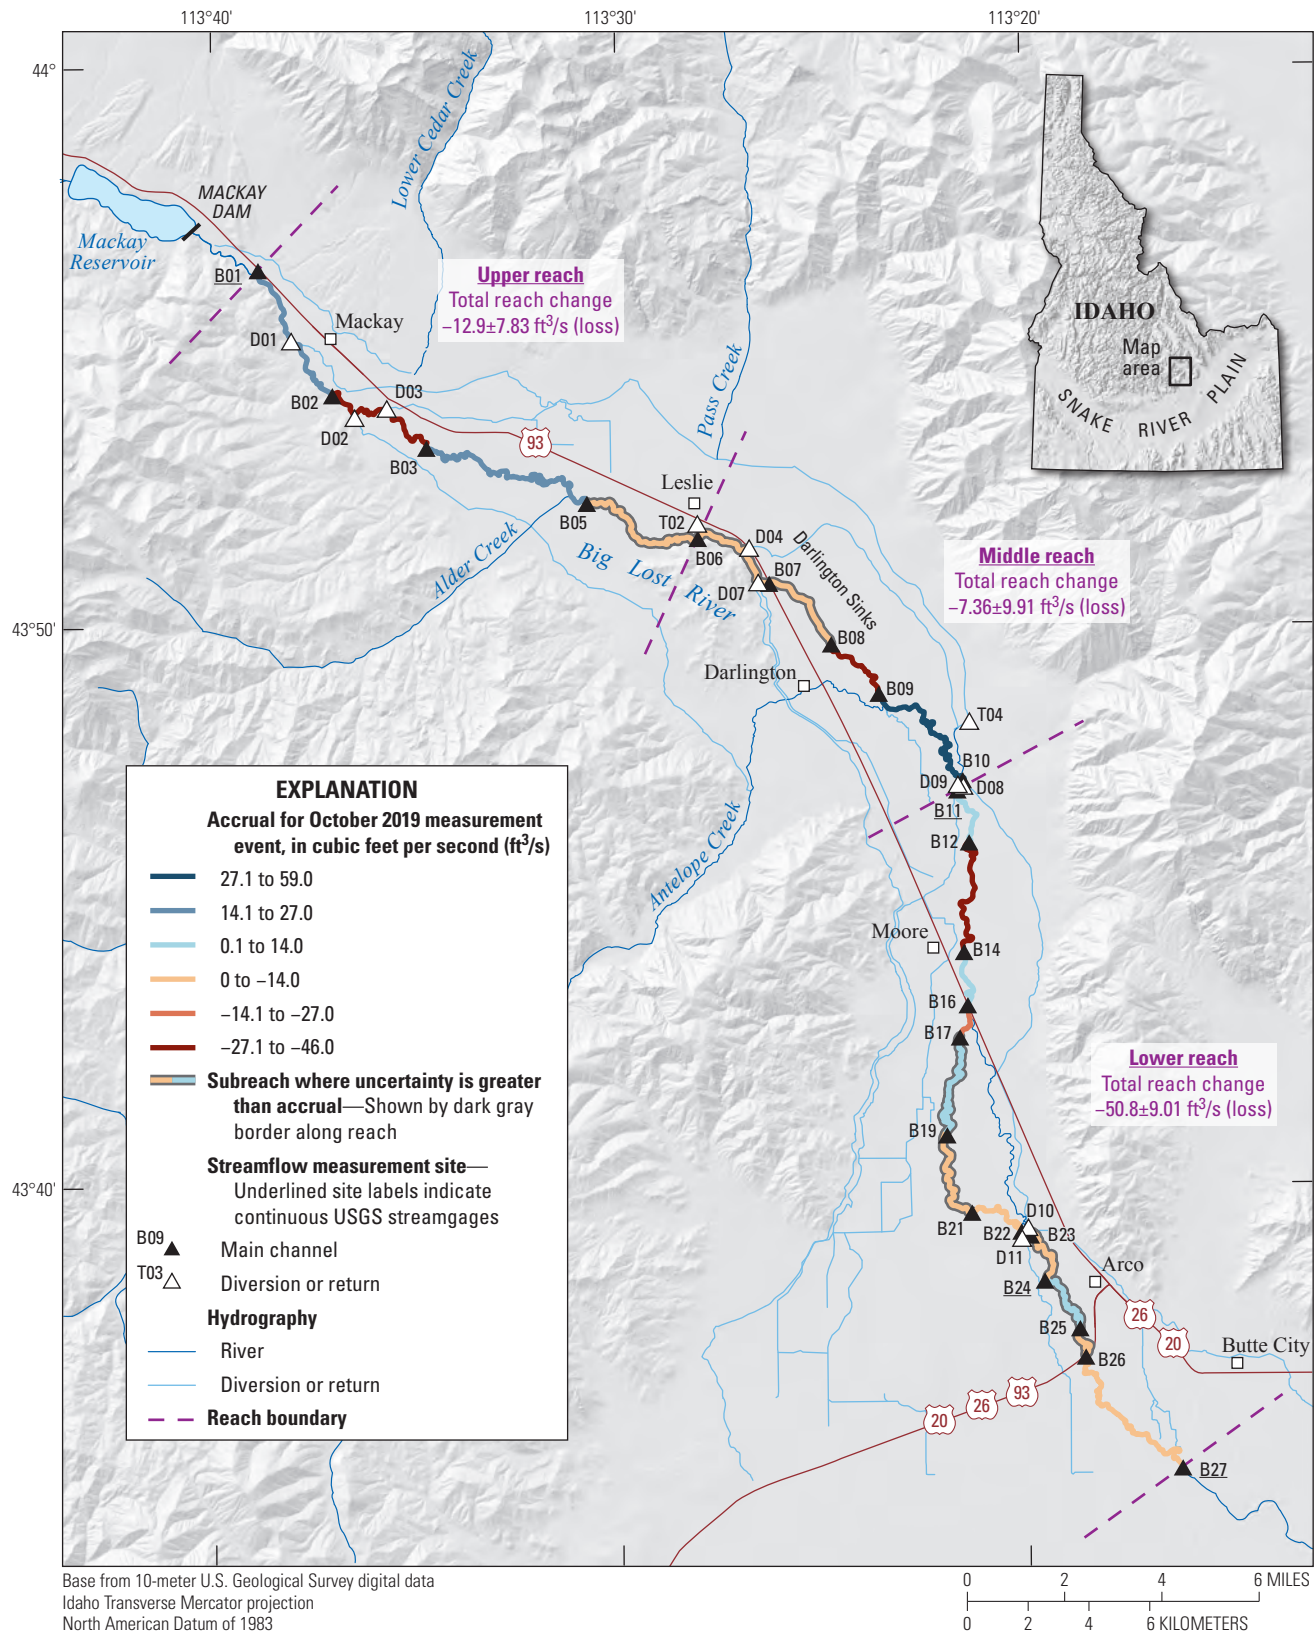 113°40'
113°30'
113°20'
44°
43°50'
43°40'
Lower Cedar Creek
MACKAY
DAM
Mackay
Reservoir
B01
Upper reach
Total reach change
−12.9±7.83 ft³/s (loss)
IDAHO
Map
area
SNAKE RIVER PLAIN
D01
Mackay
Pass Creek
B02
D03
D02
B03
93
Leslie
T02
B05
B06
D04
Darlington Sinks
Alder Creek
Big Lost River
B07
D07
Middle reach
Total reach change
−7.36±9.91 ft³/s (loss)
B08
Darlington
B09
T04
B10
D09
D08
B11
B12
Antelope Creek
Moore
B14
B16
B17
Lower reach
Total reach change
−50.8±9.01 ft³/s (loss)
B19
B21
D10
B22
B23
D11
Arco
B24
26
20
B25
Butte City
B26
93
26
20
B27
EXPLANATION
Accrual for October 2019 measurement
event, in cubic feet per second (ft³/s)
27.1 to 59.0
14.1 to 27.0
0.1 to 14.0
0 to −14.0
−14.1 to −27.0
−27.1 to −46.0
Subreach where uncertainty is greater
than accrual—Shown by dark gray
border along reach
Streamflow measurement site—
Underlined site labels indicate
continuous USGS streamgages
B09
Main channel
T03
Diversion or return
Hydrography
River
Diversion or return
Reach boundary
Base from 10-meter U.S. Geological Survey digital data
Idaho Transverse Mercator projection
North American Datum of 1983
0 2 4 6 MILES
0 2 4 6 KILOMETERS